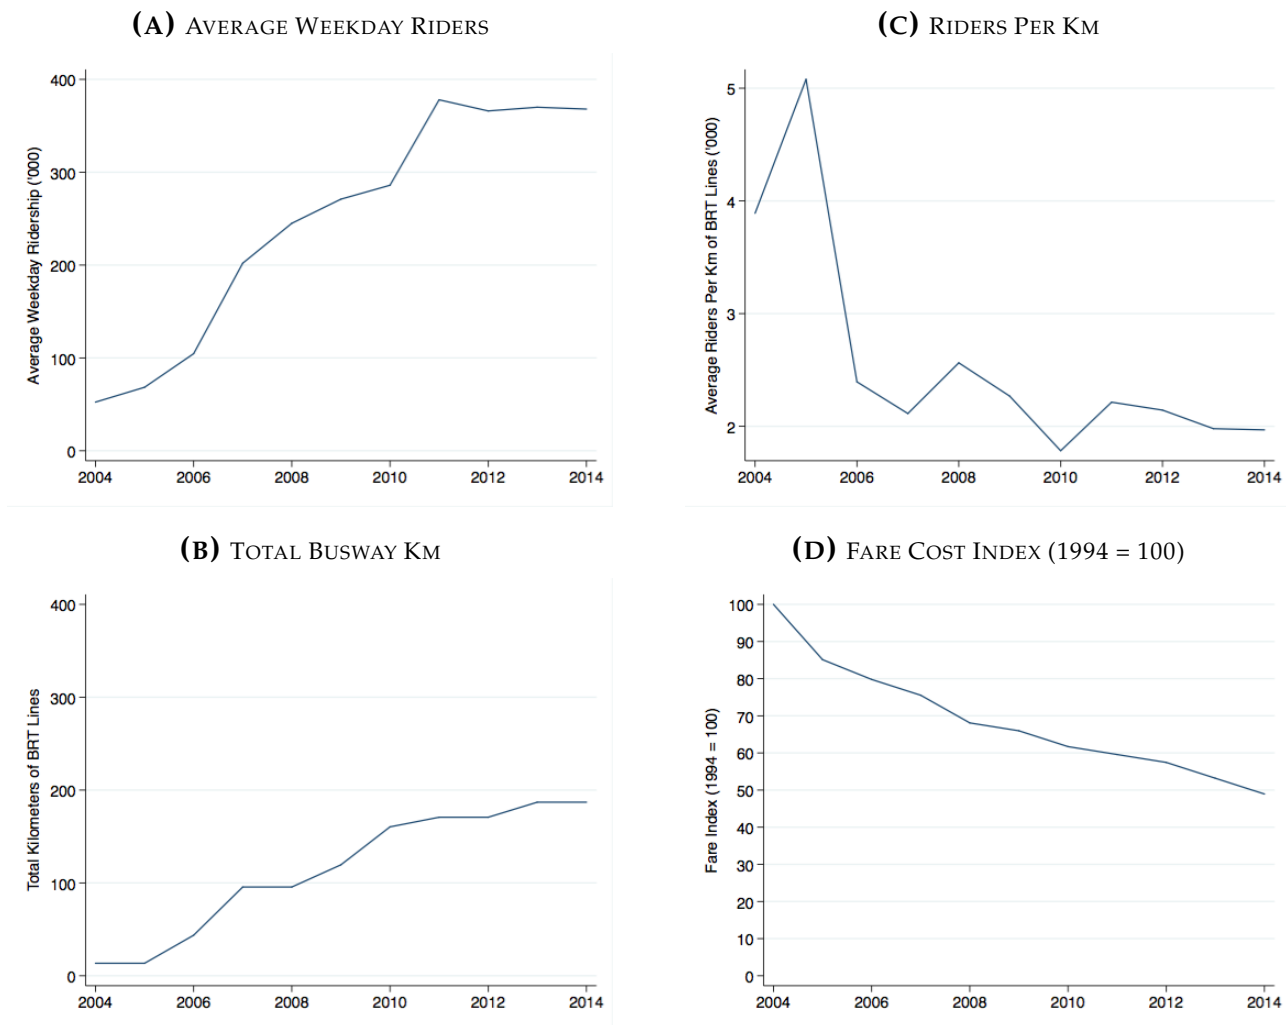 (A) AVERAGE WEEKDAY RIDERS
Average Weekday Ridership ('000)
400
300
200
100
0
2004 2006 2008 2010 2012 2014
(C) RIDERS PER KM
Average Riders Per Km of BRT Lines ('000)
5
4
3
2
2004 2006 2008 2010 2012 2014
(B) TOTAL BUSWAY KM
Total Kilometers of BRT Lines
400
300
200
100
0
2004 2006 2008 2010 2012 2014
(D) FARE COST INDEX (1994 = 100)
Fare Index (1994 = 100)
100
90
80
70
60
50
40
30
20
10
0
2004 2006 2008 2010 2012 2014